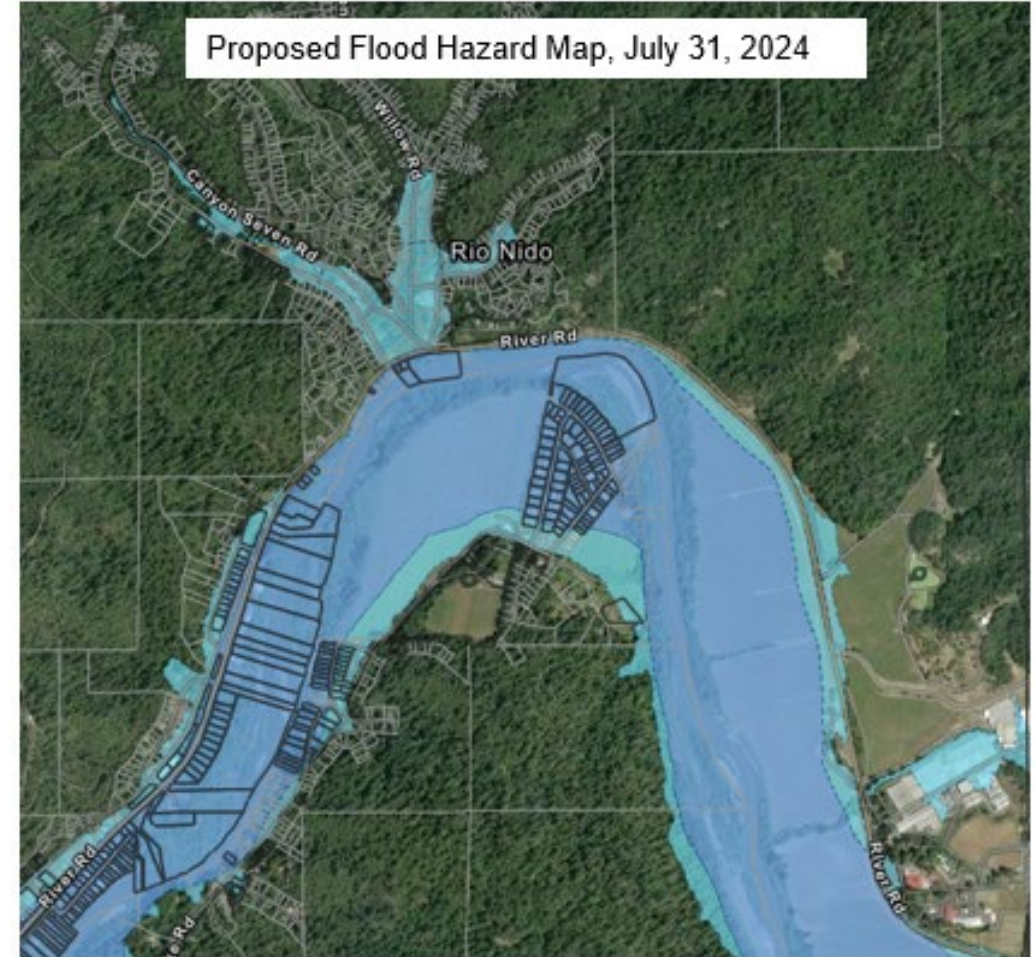 Proposed Flood Hazard Map, July 31, 2024
Willow Rd
Canyon Seven Rd
Rio Nido
River Rd
River Rd
River Rd